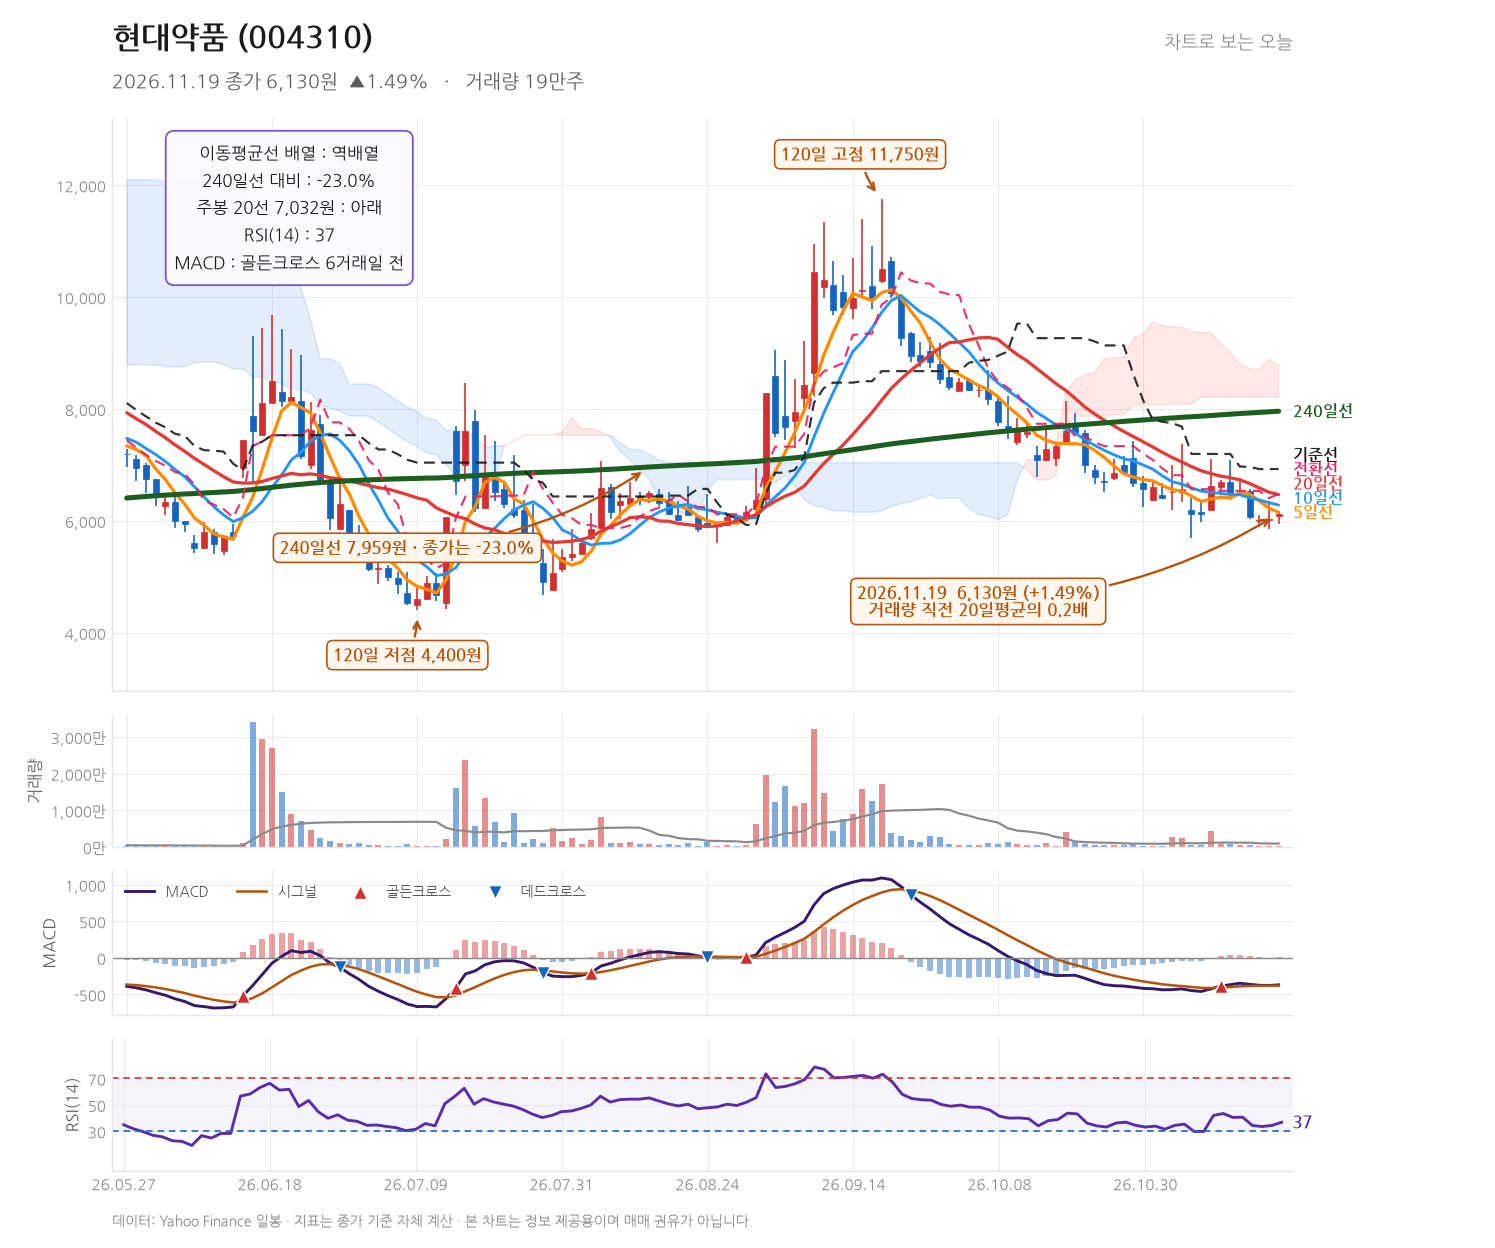 현대약품 (004310)
차트로 보는 오늘
2026.11.19 종가 6,130원 ▲1.49% · 거래량 19만주
이동평균선 배열 : 역배열
240일선 대비 : -23.0%
주봉 20선 7,032원 : 아래
RSI(14) : 37
MACD : 골든크로스 6거래일 전
120일 고점 11,750원
12,000
10,000
8,000
6,000
4,000
240일선
기준선
전환선
20일선
10일선
5일선
240일선 7,959원 · 종가는 -23.0%
2026.11.19 6,130원 (+1.49%)
거래량 직전 20일평균의 0.2배
120일 저점 4,400원
거래량
3,000만
2,000만
1,000만
0만
MACD
1,000
500
0
-500
MACD
시그널
골든크로스
데드크로스
RSI(14)
70
50
30
37
26.05.27
26.06.18
26.07.09
26.07.31
26.08.24
26.09.14
26.10.08
26.10.30
데이터: Yahoo Finance 일봉 · 지표는 종가 기준 자체 계산 · 본 차트는 정보 제공용이며 매매 권유가 아닙니다.